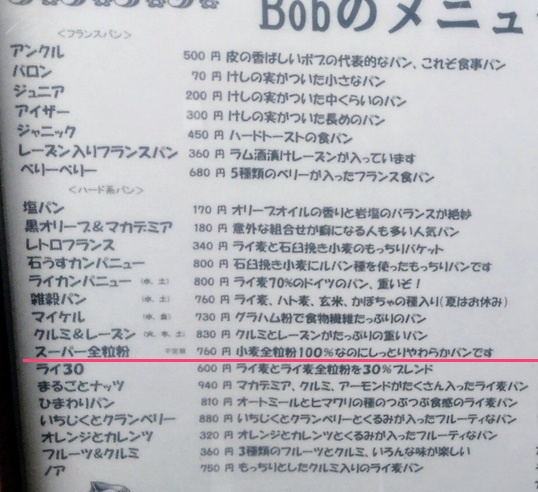 Bobのメニュ
<フランスパン>
アンクル 500 円 皮の香ばしいボブの代表的なパン、これぞ食事パン
バロン 70 円 けしの実がついた小さなパン
ジュニア 200 円 けしの実がついた中くらいのパン
アイザー 300 円 けしの実がついた長めのパン
ジャニック 450 円 ハードトーストの食パン
レーズン入りフランスパン 360 円 ラム酒漬けレーズンが入っています
ベリーベリー 680 円 5種類のベリーが入ったフランス食パン
<ハード系パン>
塩パン 170 円 オリーブオイルの香りと岩塩のバランスが絶妙
黒オリーブ&マカデミア 180 円 意外な組合せが癖になる人も多い人気パン
レトロフランス 340 円 ライ麦と石臼挽き小麦のもっちりバケット
石うすカンパニュー 800 円 石臼挽き小麦にルバン種を使ったもっちりパンです
ライカンパニュー (水、土) 800 円 ライ麦70%のドイツのパン、重いぞ!
雑穀パン (水、土) 760 円 ライ麦、ハト麦、玄米、かぼちゃの種入り(夏はお休み)
マイケル 730 円 グラハム粉で食物繊維たっぷりのパン
クルミ&レーズン (火、木、土) 830 円 クルミとレーズンがたっぷりの重いパン
スーパー全粒粉 760 円 小麦全粒粉100%なのにしっとりやわらかパンです
ライ30 600 円 ライ麦とライ麦全粒粉を30%ブレンド
まるごとナッツ 940 円 マカデミア、クルミ、アーモンドがたくさん入ったライ麦パン
ひまわりパン 810 円 オートミールとヒマワリの種のつぶつぶ食感のライ麦パン
いちじくとクランベリー 880 円 いちじくとクランベリーとくるみが入ったフルーティなパン
オレンジとカレンツ 320 円 オレンジとカレンツとくるみが入ったフルーティなパン
フルーツ&クルミ 360 円 3種類のフルーツとクルミ、いろんな味が楽しい
ノア 750 円 もっちりとしたクルミ入りのライ麦パン